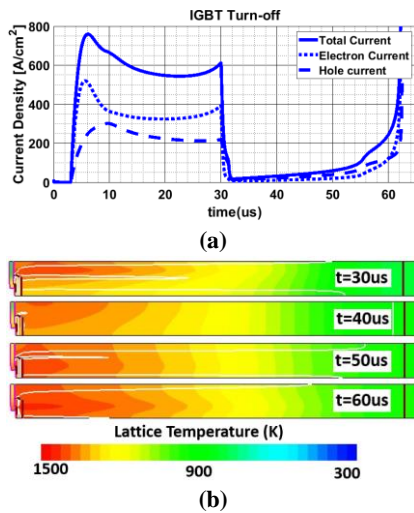 IGBT Turn-off
800
600
400
200
0
Current Density [A/cm²]
Total Current
Electron Current
Hole current
0 10 20 30 40 50 60
time(us)
(a)
t=30us
t=40us
t=50us
t=60us
Lattice Temperature (K)
1500 900 300
(b)